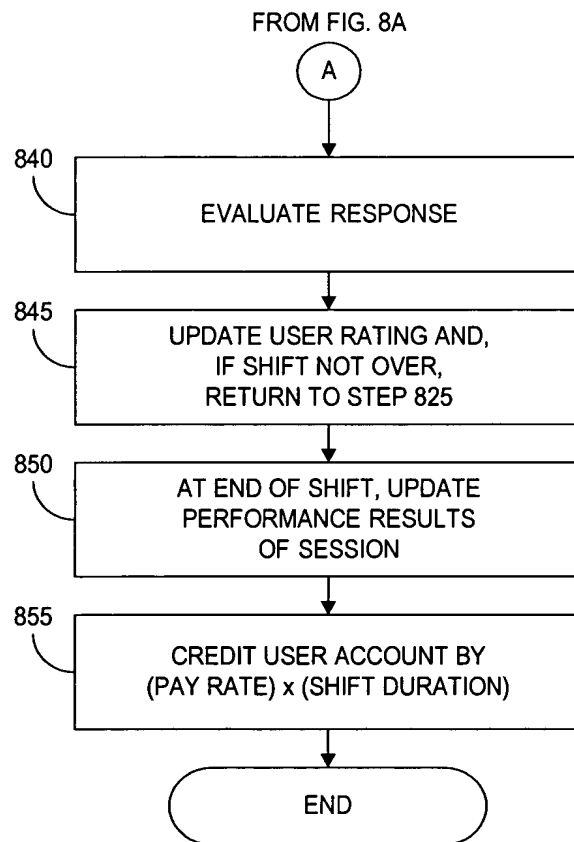 FROM FIG. 8A
A
840
EVALUATE RESPONSE
845
UPDATE USER RATING AND,
IF SHIFT NOT OVER,
RETURN TO STEP 825
850
AT END OF SHIFT, UPDATE
PERFORMANCE RESULTS
OF SESSION
855
CREDIT USER ACCOUNT BY
(PAY RATE) x (SHIFT DURATION)
END